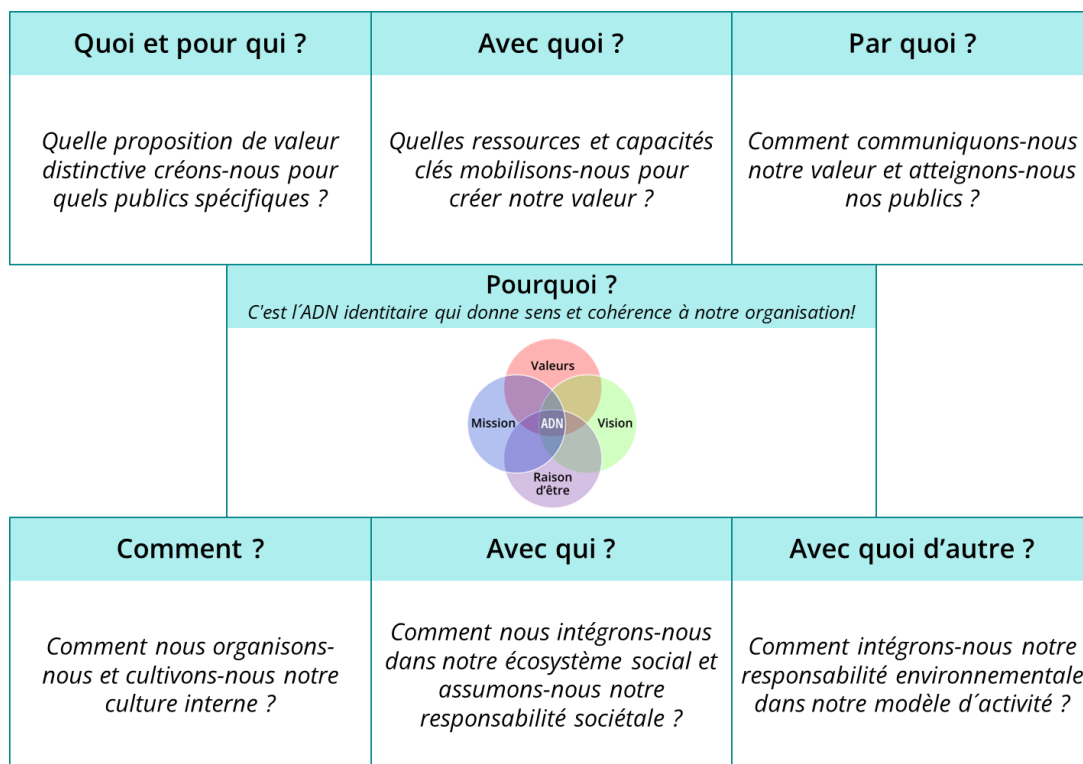 Quoi et pour qui ?
Quelle proposition de valeur
distinctive créons-nous pour
quels publics spécifiques ?
Avec quoi ?
Quelles ressources et capacités
clés mobilisons-nous pour
créer notre valeur ?
Par quoi ?
Comment communiquons-nous
notre valeur et atteignons-nous
nos publics ?
Pourquoi ?
C'est l´ADN identitaire qui donne sens et cohérence à notre organisation!
Valeurs
Mission
ADN
Vision
Raison
d’être
Comment ?
Comment nous organisons-
nous et cultivons-nous notre
culture interne ?
Avec qui ?
Comment nous intégrons-nous
dans notre écosystème social et
assumons-nous notre
responsabilité sociétale ?
Avec quoi d’autre ?
Comment intégrons-nous notre
responsabilité environnementale
dans notre modèle d´activité ?